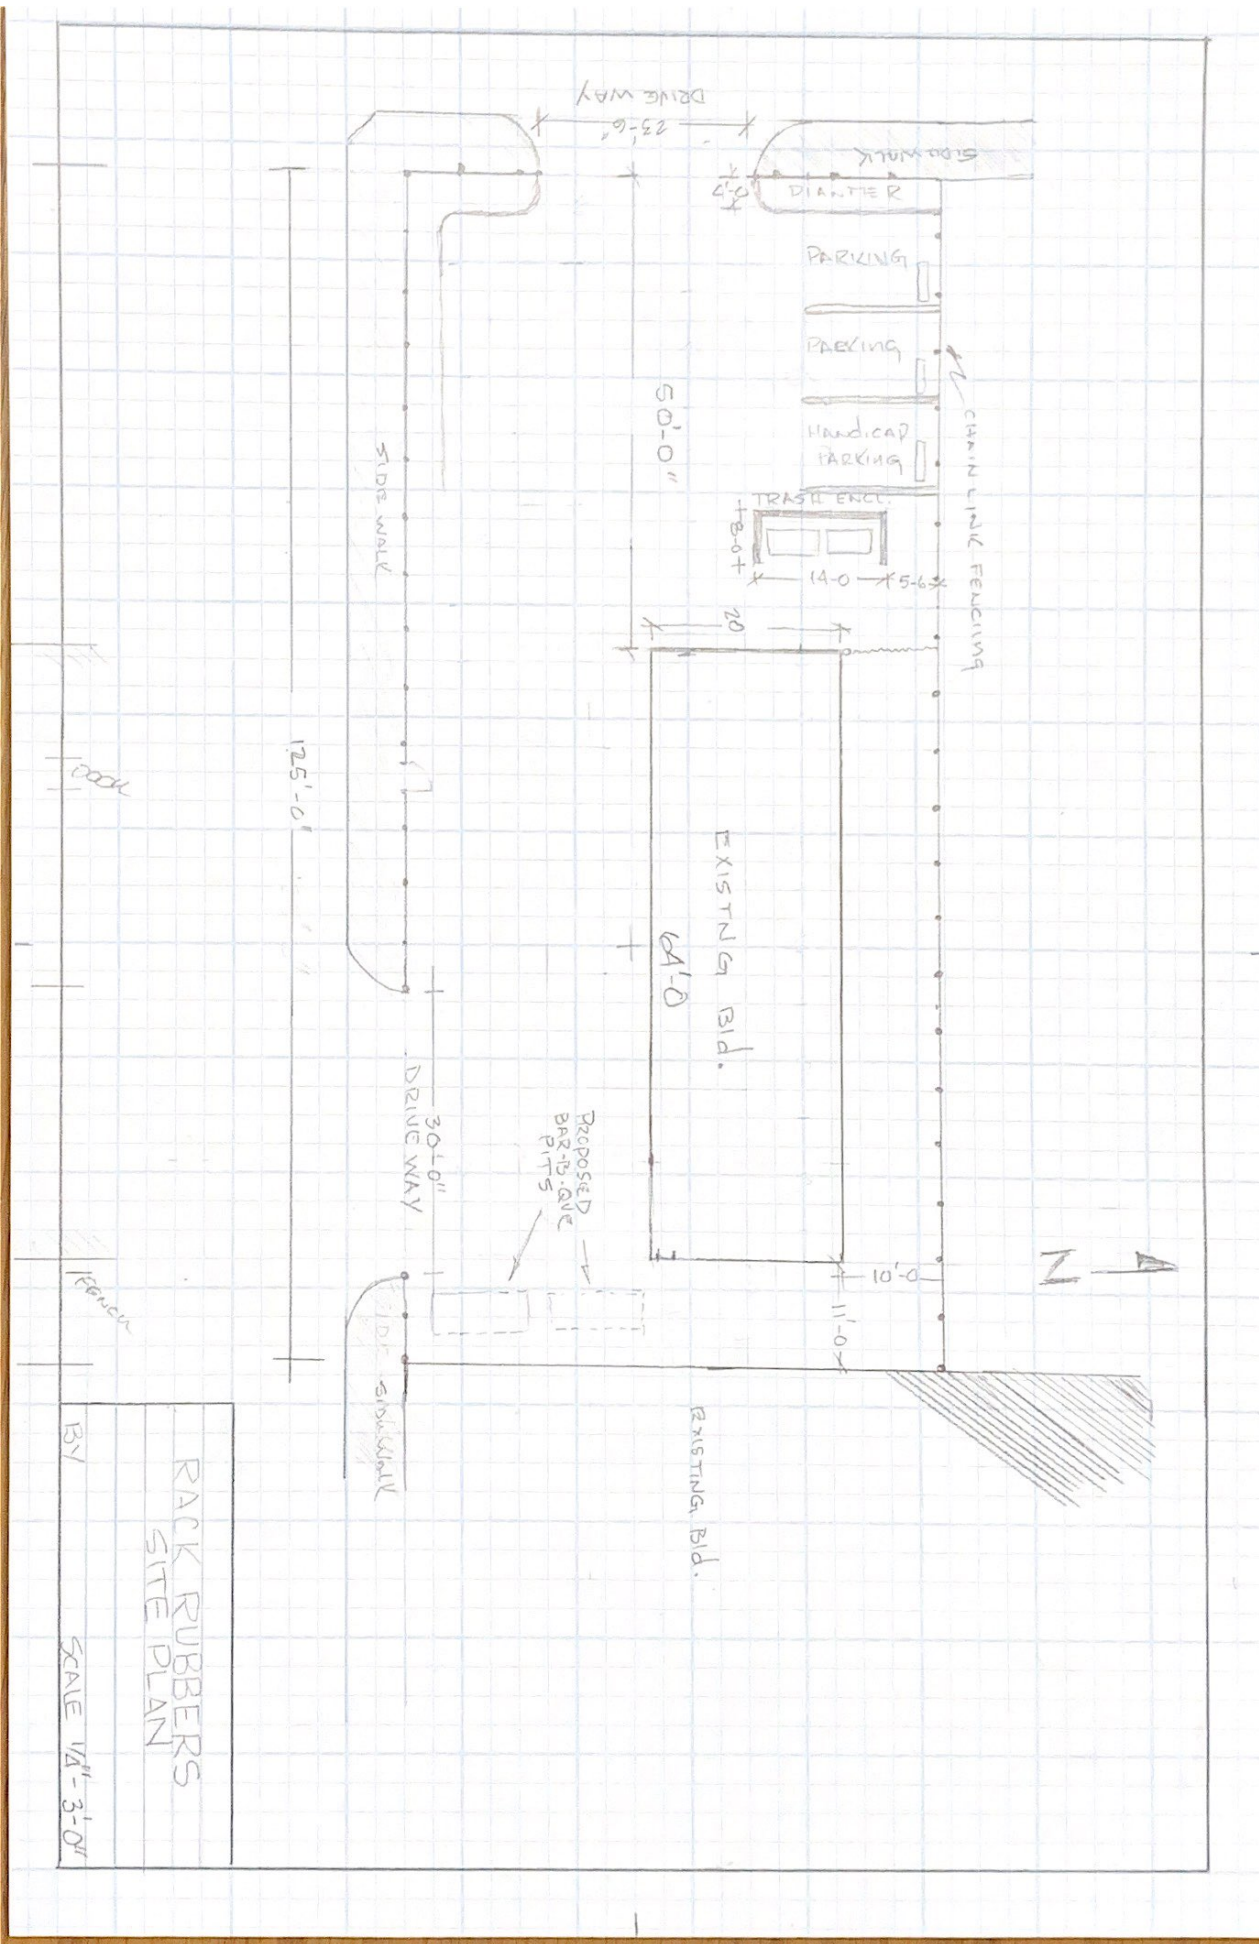 DRIVE WAY
23'-6"
SIDEWALK
4'-0
PLANTER
PARKING
PARKING
HANDICAP
PARKING
CHAIN LINK FENCING
TRASH ENCL.
8-0
14-0
5-6
50'-0"
SIDE WALK
20
125'-0"
DOOR
EXISTNG Bld.
64'-0
DRIVE WAY
30'-0"
PROPOSED
BAR-B-QUE
PITS
N
10'-0
11'-0
SIDEWALK
EXISTING Bld.
RACK RUBBERS
SITE PLAN
BY
SCALE 1/4"-3'-0"